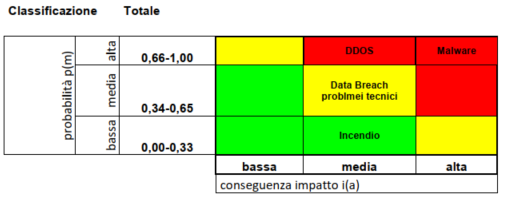 Classificazione Totale
probabilità p(m)
alta
0,66-1,00
DDOS
Malware
media
0,34-0,65
Data Breach
problmei tecnici
bassa
0,00-0,33
Incendio
bassa media alta
conseguenza impatto i(a)